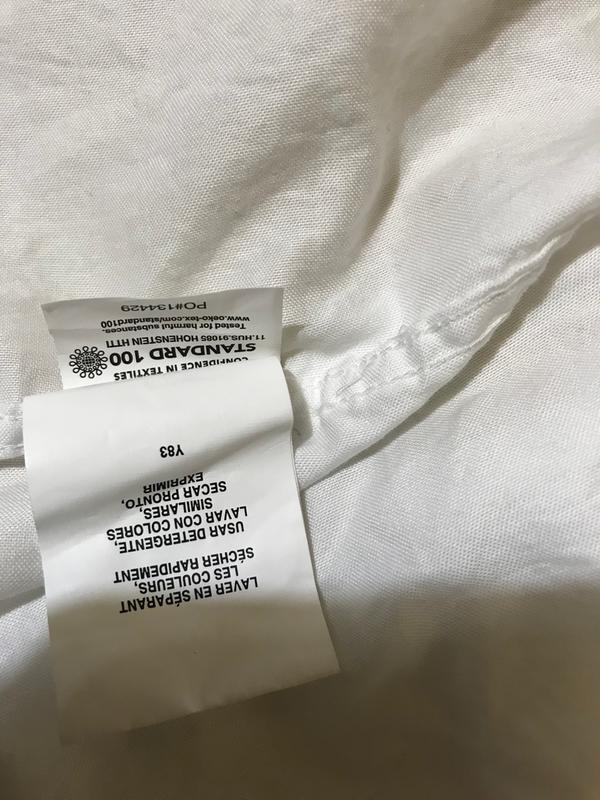 LAVER EN SÉPARANT
LES COULEURS,
SÉCHER RAPIDEMENT
USAR DETERGENTE,
LAVAR CON COLORES
SIMILARES,
SECAR PRONTO,
EXPRIMIR
Y83
CONFIDENCE IN TEXTILES
STANDARD 100
11.HUS.91085 HOHENSTEIN HTTI
Tested for harmful substances.
www.oeko-tex.com/standard100
PO#134429